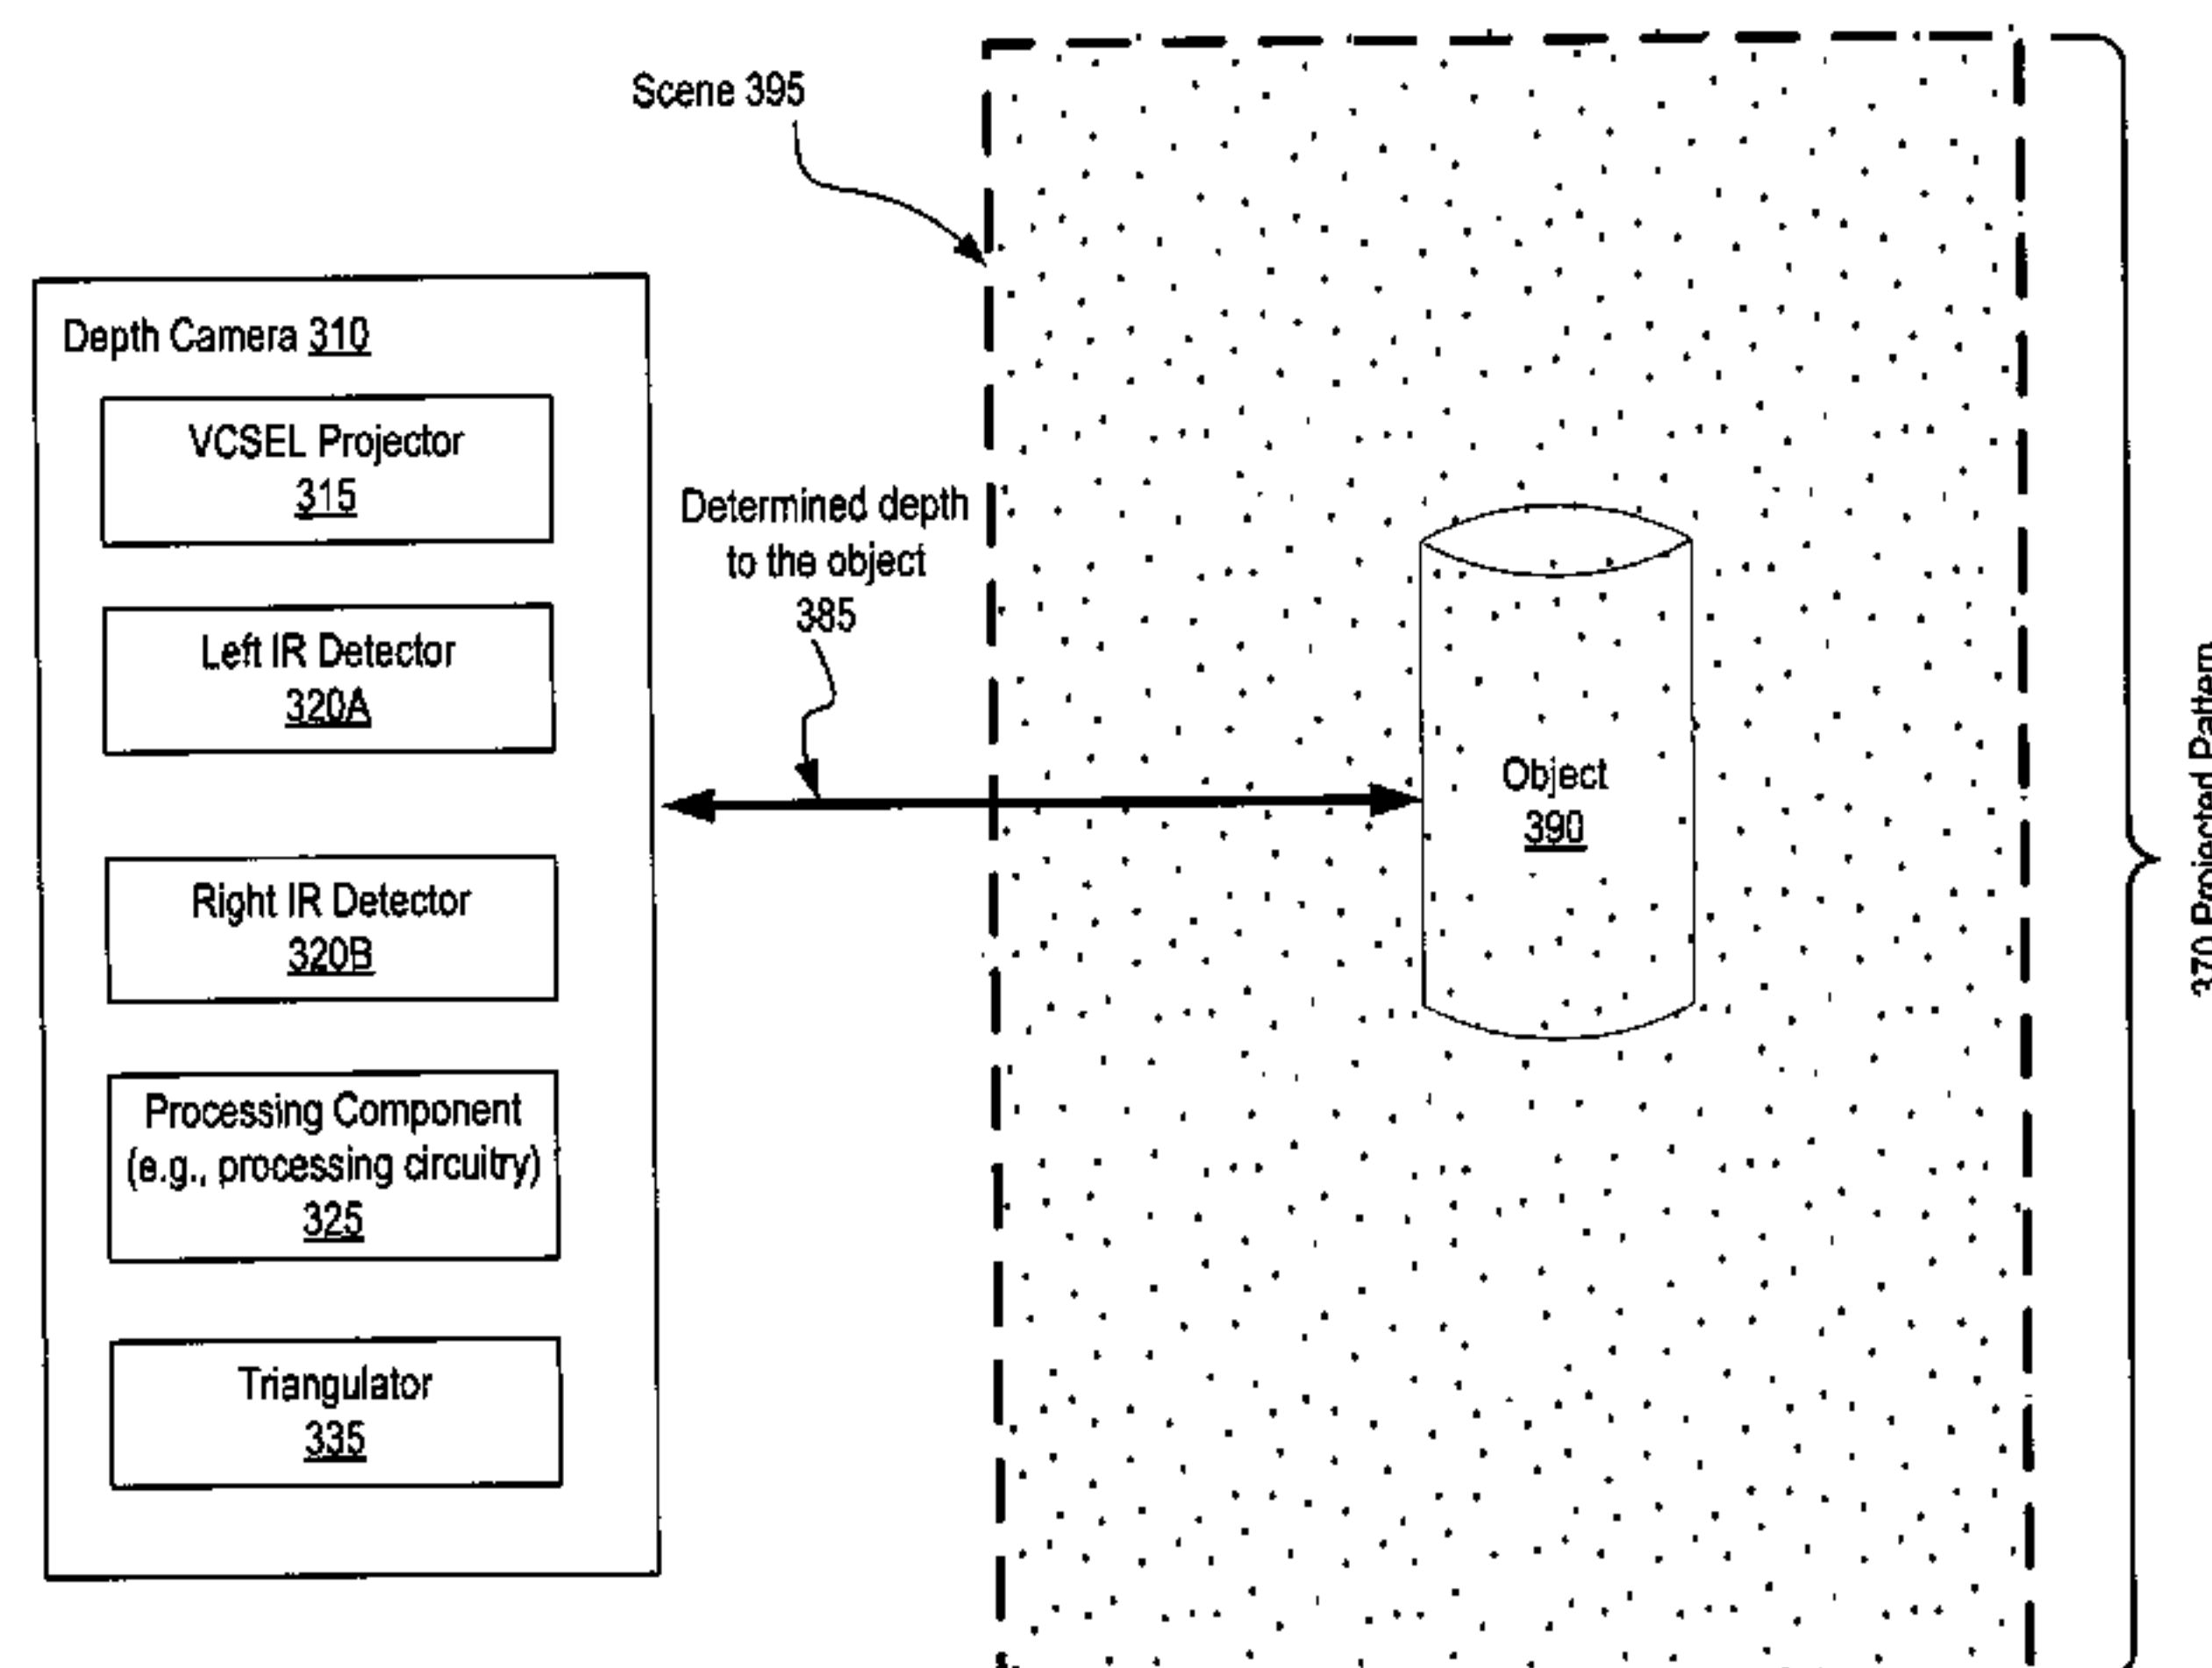 Scene 395
Depth Camera 310
VCSEL Projector
315
Left IR Detector
320A
Right IR Detector
320B
Processing Component
(e.g., processing circuitry)
325
Triangulator
335
Determined depth
to the object
385
Object
390
370 Projected Pattern